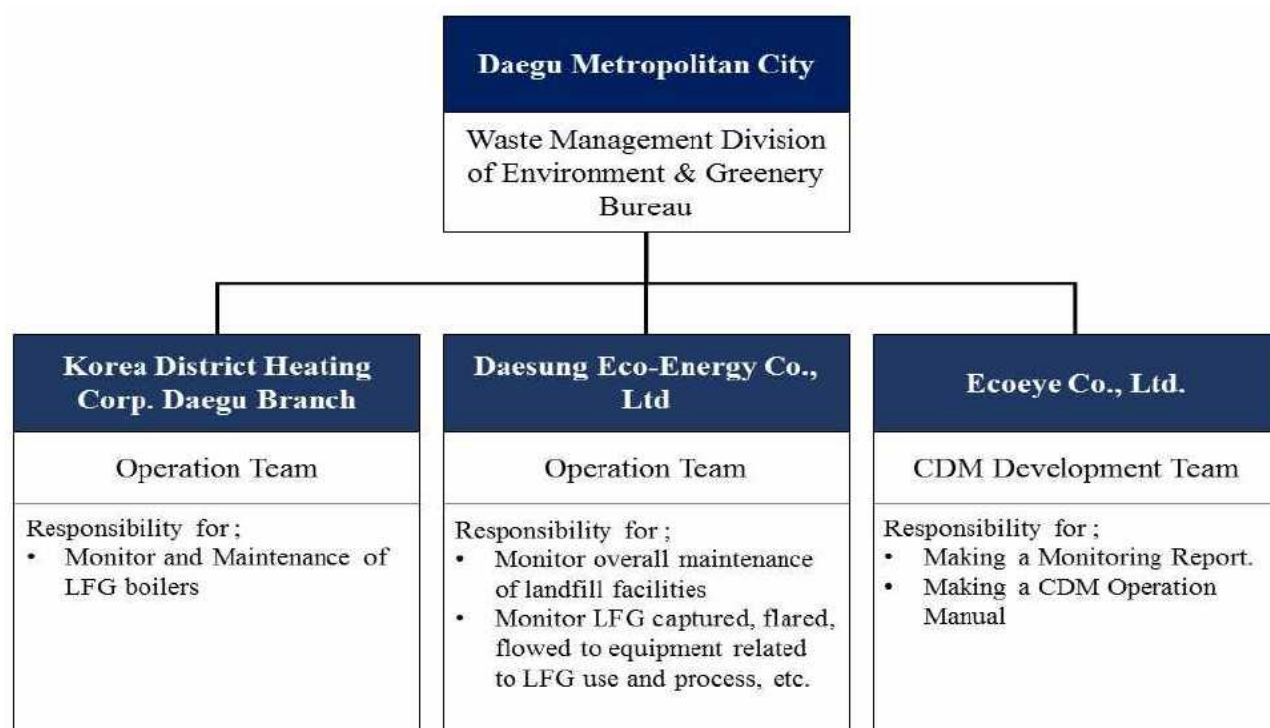 Daegu Metropolitan City
Waste Management Division
of Environment & Greenery
Bureau
Korea District Heating
Corp. Daegu Branch
Operation Team
Responsibility for ;
• Monitor and Maintenance of
LFG boilers
Daesung Eco-Energy Co.,
Ltd
Operation Team
Responsibility for ;
• Monitor overall maintenance
of landfill facilities
• Monitor LFG captured, flared,
flowed to equipment related
to LFG use and process, etc.
Ecoeye Co., Ltd.
CDM Development Team
Responsibility for ;
• Making a Monitoring Report.
• Making a CDM Operation
Manual